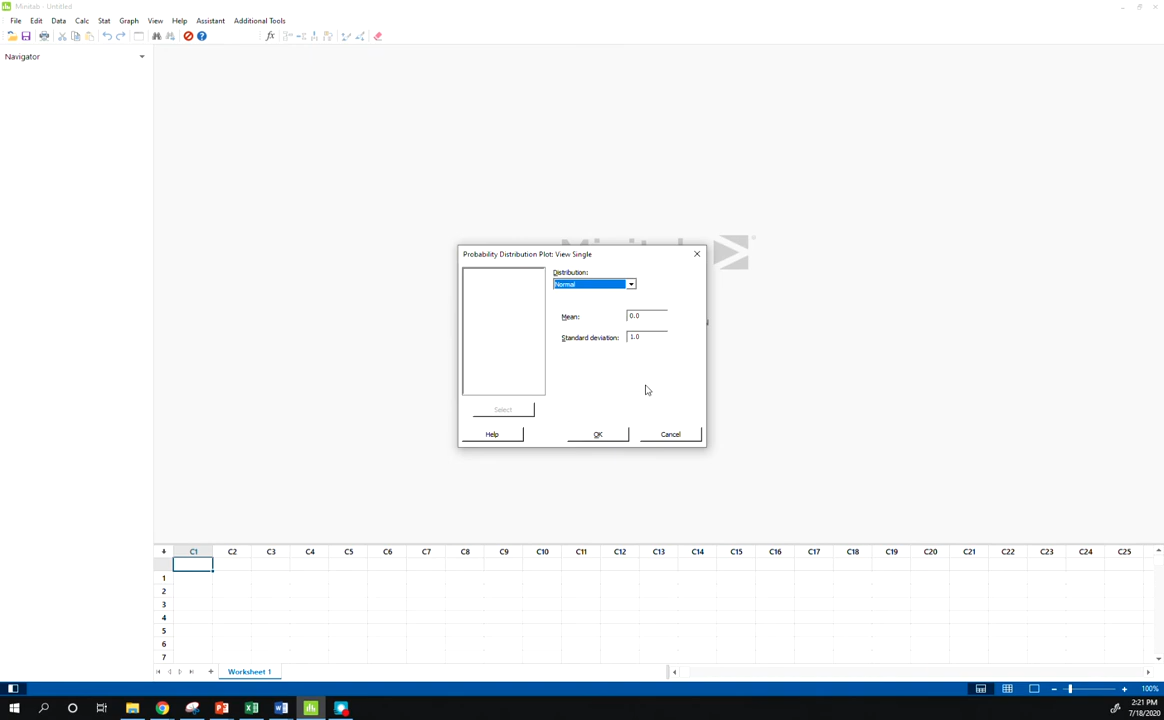 Minitab - Untitled
File Edit Data Calc Stat Graph View Help Assistant Additional Tools
Navigator
Probability Distribution Plot: View Single
Distribution:
Normal
Mean: 0.0
Standard deviation: 1.0
Select
Help OK Cancel
C1 C2 C3 C4 C5 C6 C7 C8 C9 C10 C11 C12 C13 C14 C15 C16 C17 C18 C19 C20 C21 C22 C23 C24 C25
1
2
3
4
5
6
7
Worksheet 1
100%
2:21 PM
7/18/2020